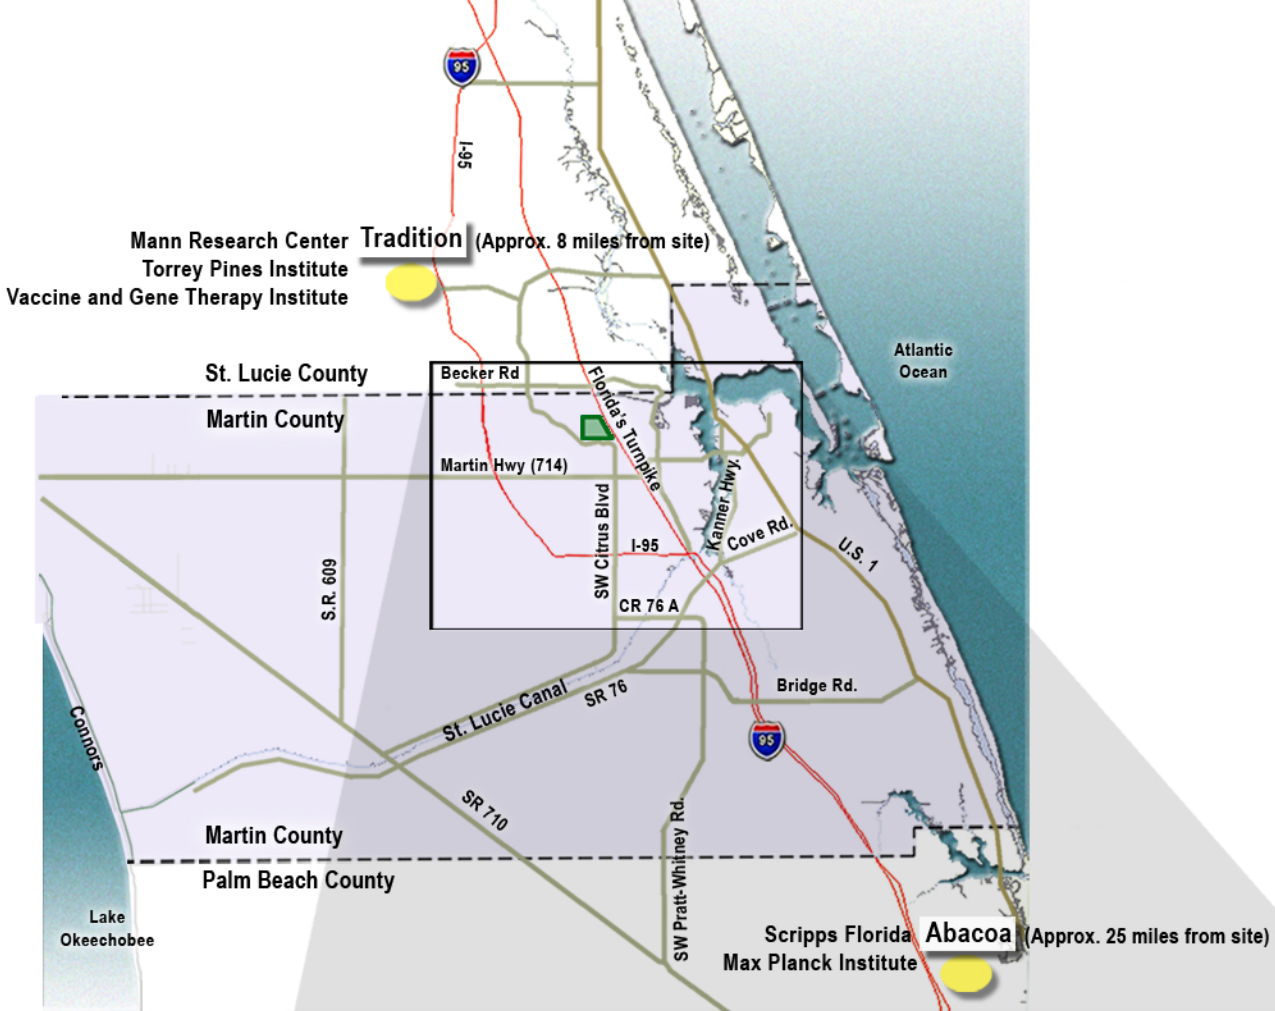 95
I-95
Mann Research Center Tradition (Approx. 8 miles from site)
Torrey Pines Institute
Vaccine and Gene Therapy Institute
Atlantic
Ocean
St. Lucie County
Becker Rd
Florida's Turnpike
Martin County
Martin Hwy (714)
Kanner Hwy.
SW Citrus Blvd
I-95
Cove Rd.
U.S. 1
S.R. 609
CR 76 A
St. Lucie Canal
SR 76
Bridge Rd.
Connors
95
SR 710
SW Pratt-Whitney Rd.
Martin County
Palm Beach County
Lake
Okeechobee
Scripps Florida Abacoa (Approx. 25 miles from site)
Max Planck Institute